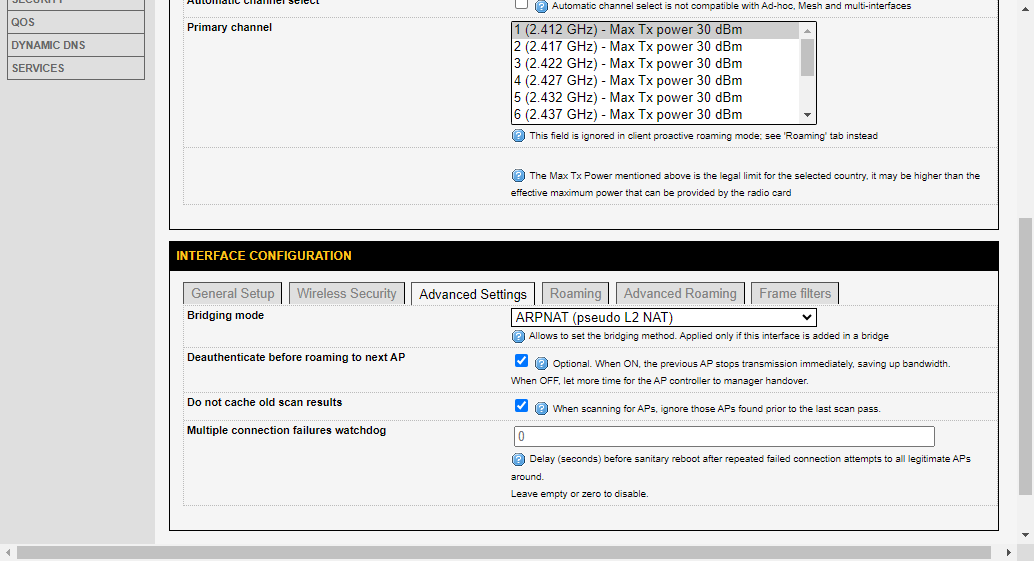 SECURITY
QOS
DYNAMIC DNS
SERVICES
Automatic channel select
Automatic channel select is not compatible with Ad-hoc, Mesh and multi-interfaces
Primary channel
1 (2.412 GHz) - Max Tx power 30 dBm
2 (2.417 GHz) - Max Tx power 30 dBm
3 (2.422 GHz) - Max Tx power 30 dBm
4 (2.427 GHz) - Max Tx power 30 dBm
5 (2.432 GHz) - Max Tx power 30 dBm
6 (2.437 GHz) - Max Tx power 30 dBm
This field is ignored in client proactive roaming mode; see 'Roaming' tab instead
The Max Tx Power mentioned above is the legal limit for the selected country, it may be higher than the
effective maximum power that can be provided by the radio card
INTERFACE CONFIGURATION
General Setup Wireless Security Advanced Settings Roaming Advanced Roaming Frame filters
Bridging mode
ARPNAT (pseudo L2 NAT)
Allows to set the bridging method. Applied only if this interface is added in a bridge
Deauthenticate before roaming to next AP
Optional. When ON, the previous AP stops transmission immediately, saving up bandwidth.
When OFF, let more time for the AP controller to manager handover.
Do not cache old scan results
When scanning for APs, ignore those APs found prior to the last scan pass.
Multiple connection failures watchdog
0
Delay (seconds) before sanitary reboot after repeated failed connection attempts to all legitimate APs
around.
Leave empty or zero to disable.